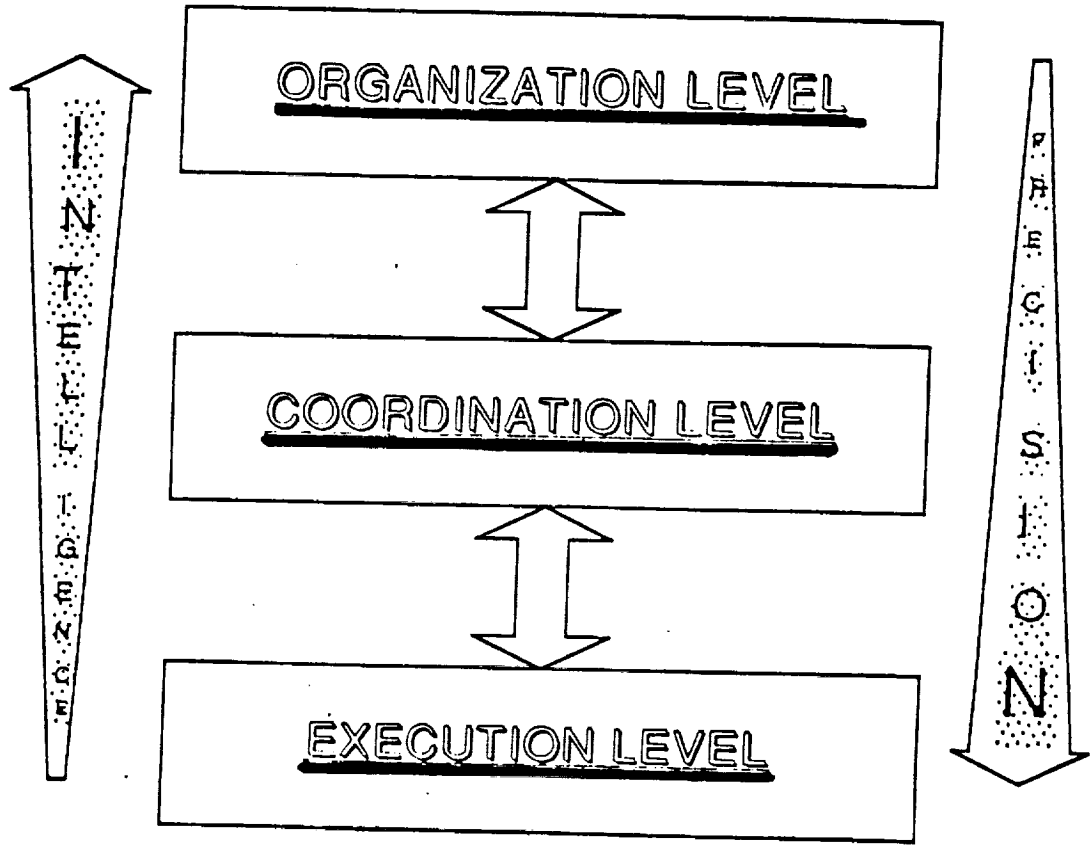 ORGANIZATION LEVEL
INTELLIGENCE
PRECISION
COORDINATION LEVEL
EXECUTION LEVEL